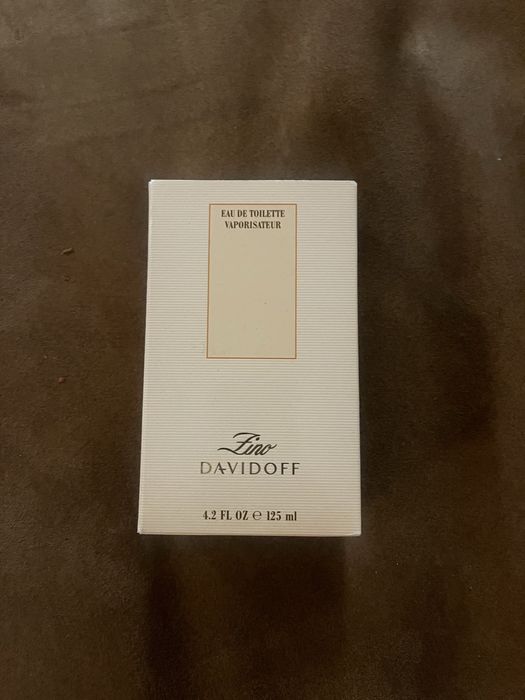 EAU DE TOILETTE
VAPORISATEUR
Zino
DAVIDOFF
4.2 FL OZ ℮ 125 ml